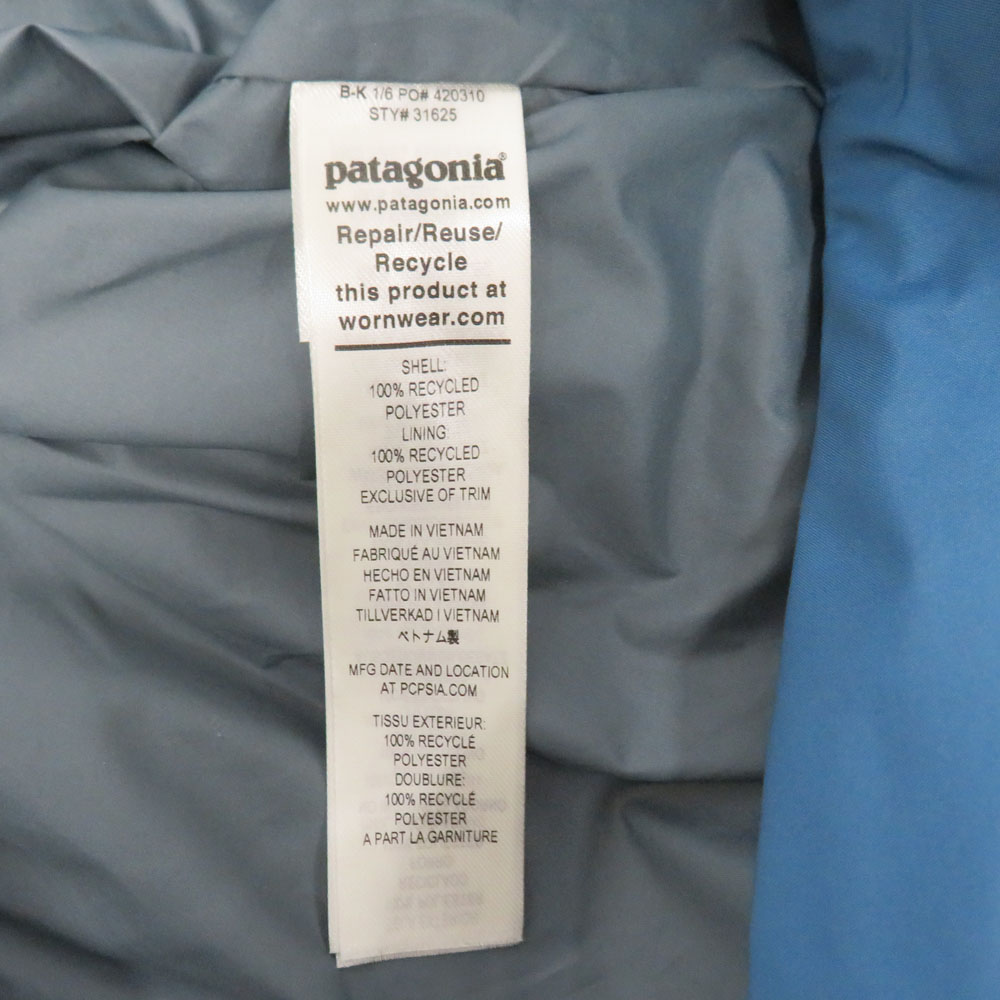 B-K 1/6 PO# 420310
STY# 31625
patagonia®
www.patagonia.com
Repair/Reuse/
Recycle
this product at
wornwear.com
SHELL:
100% RECYCLED
POLYESTER
LINING:
100% RECYCLED
POLYESTER
EXCLUSIVE OF TRIM
MADE IN VIETNAM
FABRIQUÉ AU VIETNAM
HECHO EN VIETNAM
FATTO IN VIETNAM
TILLVERKAD I VIETNAM
ベトナム製
MFG DATE AND LOCATION
AT PCPSIA.COM
TISSU EXTERIEUR:
100% RECYCLÉ
POLYESTER
DOUBLURE:
100% RECYCLÉ
POLYESTER
A PART LA GARNITURE